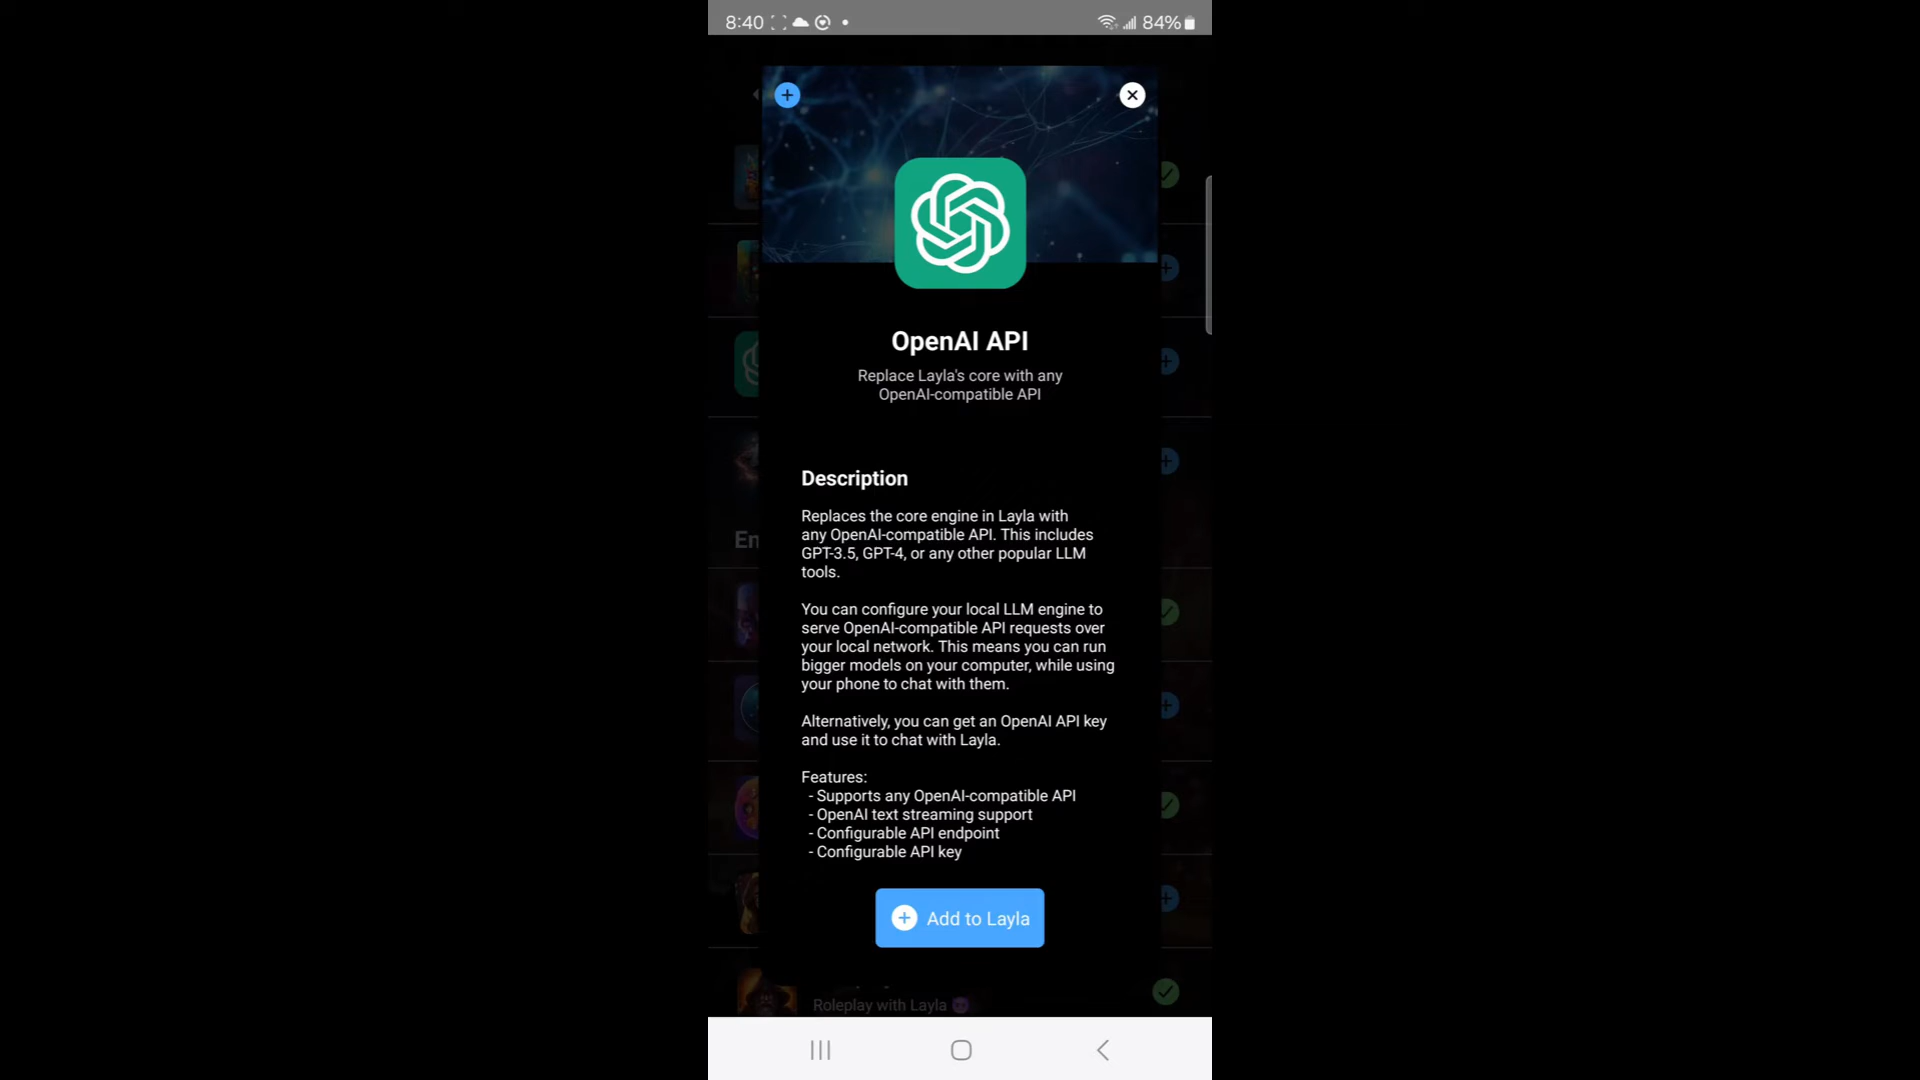 8:40
84%
OpenAI API
Replace Layla's core with any
OpenAI-compatible API
Description
Replaces the core engine in Layla with
any OpenAI-compatible API. This includes
GPT-3.5, GPT-4, or any other popular LLM
tools.
You can configure your local LLM engine to
serve OpenAI-compatible API requests over
your local network. This means you can run
bigger models on your computer, while using
your phone to chat with them.
Alternatively, you can get an OpenAI API key
and use it to chat with Layla.
Features:
- Supports any OpenAI-compatible API
- OpenAI text streaming support
- Configurable API endpoint
- Configurable API key
Add to Layla
En
Roleplay with Layla 😈